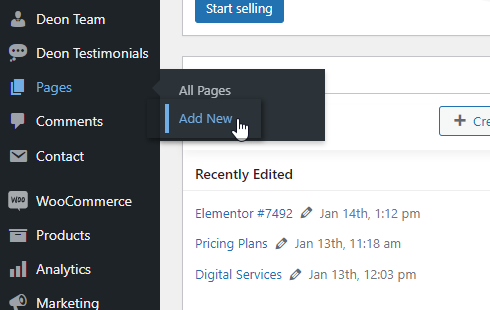 Deon Team
Deon Testimonials
Pages
Comments
Contact
WOO
WooCommerce
Products
Analytics
Marketing
Start selling
All Pages
Add New
Recently Edited
Elementor #7492 Jan 14th, 1:12 pm
Pricing Plans Jan 13th, 11:18 am
Digital Services Jan 13th, 12:03 pm